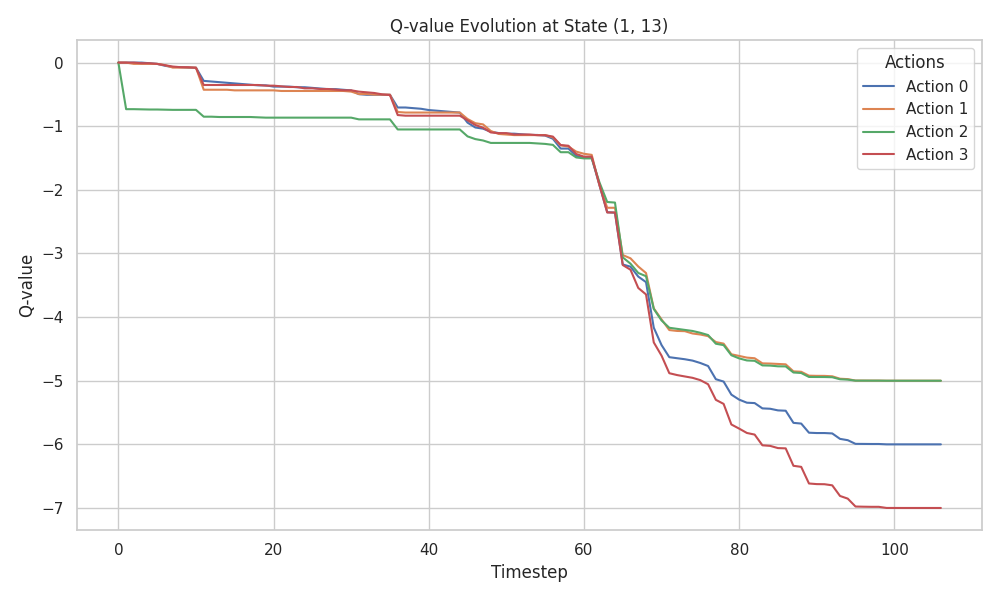 Q-value Evolution at State (1, 13)
Actions
Action 0
Action 1
Action 2
Action 3
Q-value
0
−1
−2
−3
−4
−5
−6
−7
0 20 40 60 80 100
Timestep